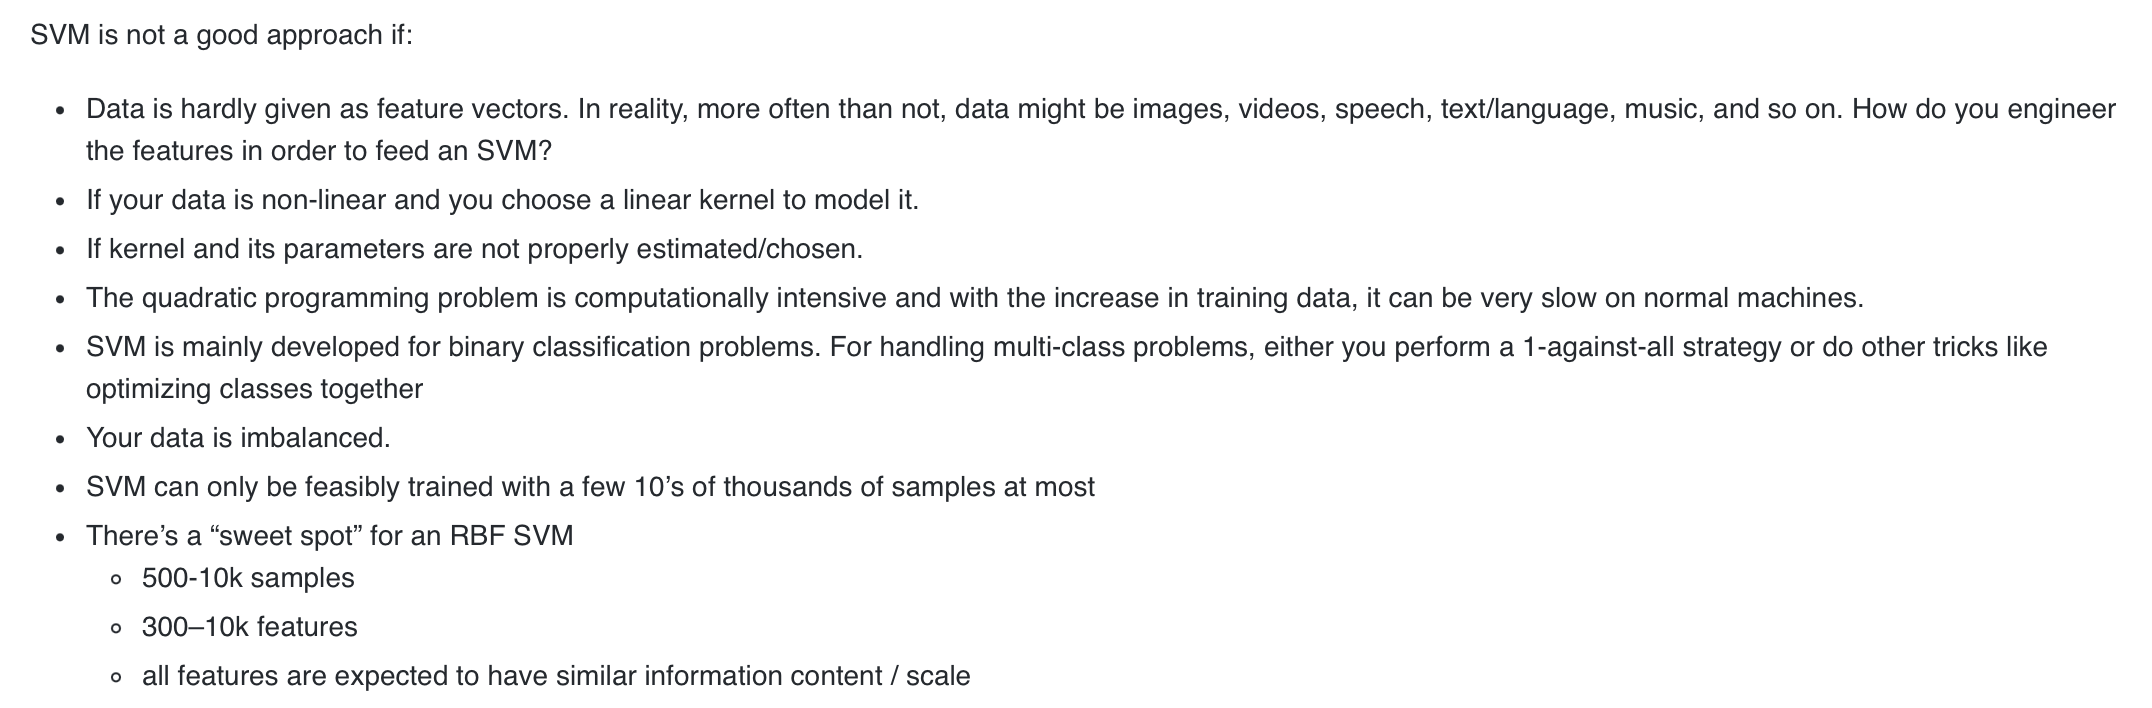 SVM is not a good approach if:
• Data is hardly given as feature vectors. In reality, more often than not, data might be images, videos, speech, text/language, music, and so on. How do you engineer
the features in order to feed an SVM?
• If your data is non-linear and you choose a linear kernel to model it.
• If kernel and its parameters are not properly estimated/chosen.
• The quadratic programming problem is computationally intensive and with the increase in training data, it can be very slow on normal machines.
• SVM is mainly developed for binary classification problems. For handling multi-class problems, either you perform a 1-against-all strategy or do other tricks like
optimizing classes together
• Your data is imbalanced.
• SVM can only be feasibly trained with a few 10’s of thousands of samples at most
• There’s a “sweet spot” for an RBF SVM
◦ 500-10k samples
◦ 300–10k features
◦ all features are expected to have similar information content / scale